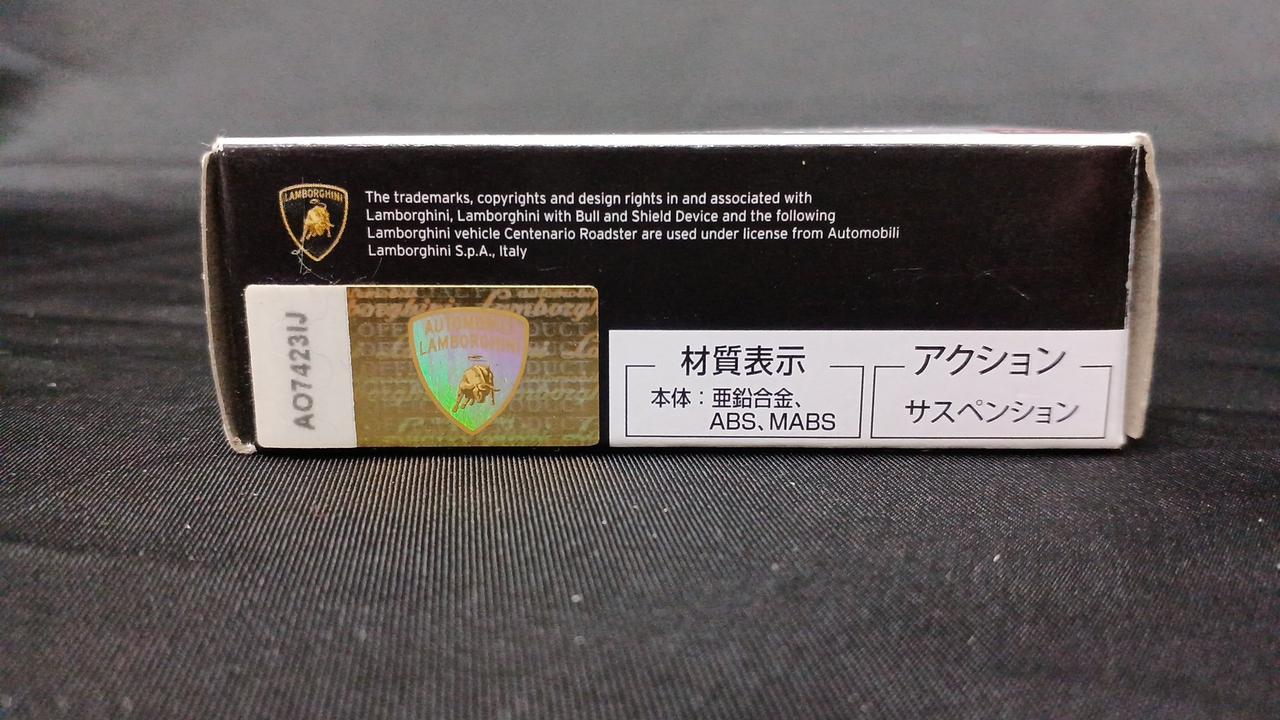 LAMBORGHINI
The trademarks, copyrights and design rights in and associated with
Lamborghini, Lamborghini with Bull and Shield Device and the following
Lamborghini vehicle Centenario Roadster are used under license from Automobili
Lamborghini S.p.A., Italy
AO7423IJ
AUTOMOBILI
LAMBORGHINI
材質表示
本体：亜鉛合金、
ABS、MABS
アクション
サスペンション